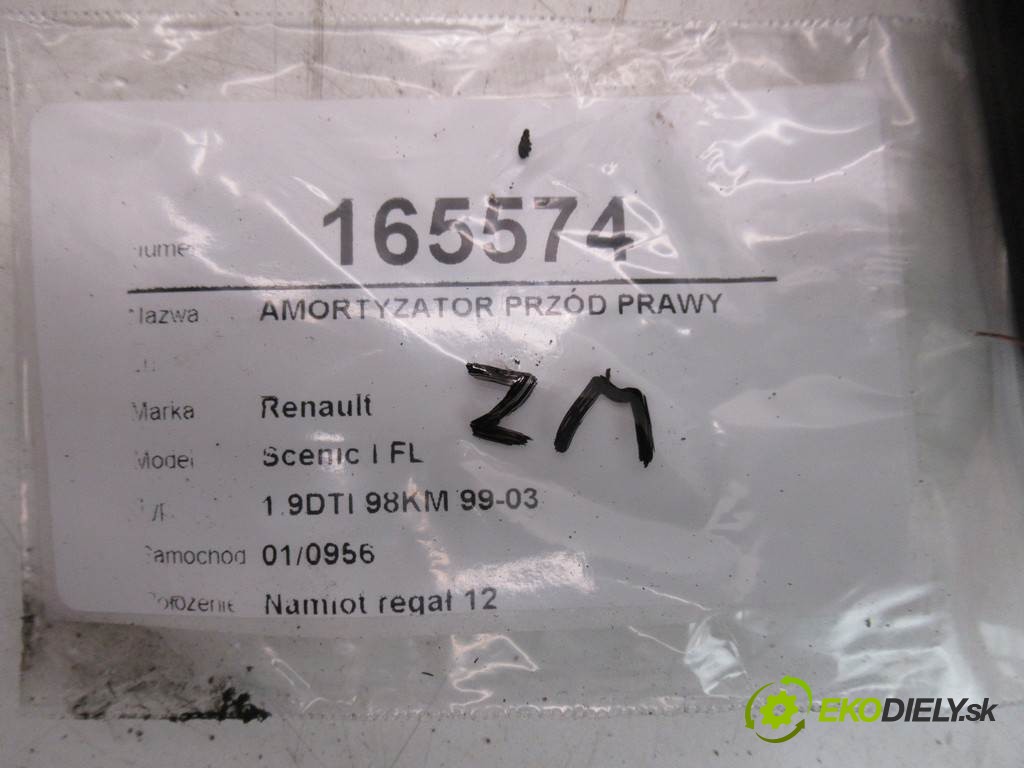 165574
Nazwa AMORTYZATOR PRZÓD PRAWY
Marka Renault
Model Scenic I FL
1.9DTI 98KM 99-03
Samochod 01/0956
Położenie Namiot regał 12
ZM
EKODIELY.sk